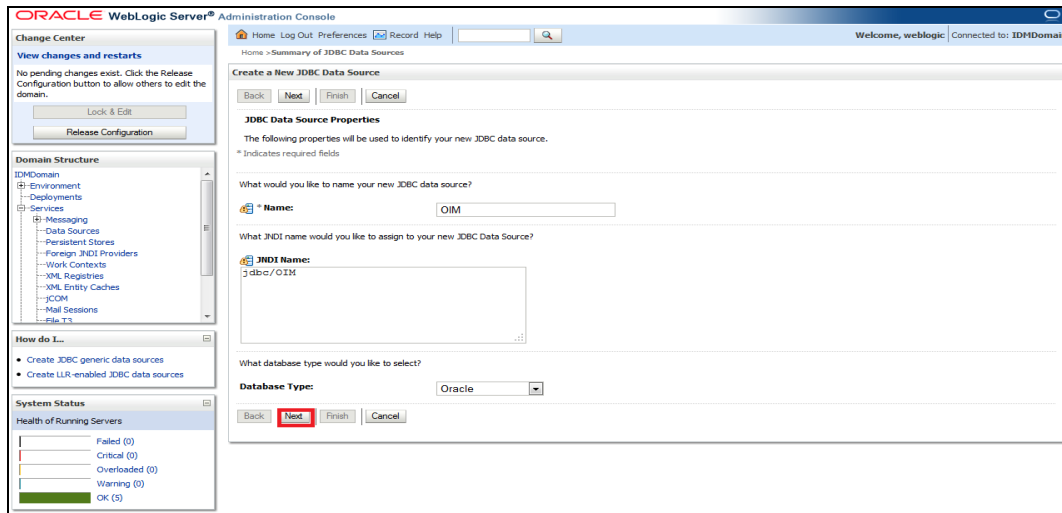 ORACLE WebLogic Server® Administration Console
Change Center
View changes and restarts
No pending changes exist. Click the Release
Configuration button to allow others to edit the
domain.
Lock & Edit
Release Configuration
Domain Structure
IDMDomain
Environment
Deployments
Services
Messaging
Data Sources
Persistent Stores
Foreign JNDI Providers
Work Contexts
XML Registries
XML Entity Caches
jCOM
Mail Sessions
File T3
How do I...
Create JDBC generic data sources
Create LLR-enabled JDBC data sources
System Status
Health of Running Servers
Failed (0)
Critical (0)
Overloaded (0)
Warning (0)
OK (5)
Home Log Out Preferences Record Help
Welcome, weblogic Connected to: IDMDomai
Home >Summary of JDBC Data Sources
Create a New JDBC Data Source
Back Next Finish Cancel
JDBC Data Source Properties
The following properties will be used to identify your new JDBC data source.
* Indicates required fields
What would you like to name your new JDBC data source?
* Name: OIM
What JNDI name would you like to assign to your new JDBC Data Source?
JNDI Name:
jdbc/OIM
What database type would you like to select?
Database Type: Oracle
Back Next Finish Cancel